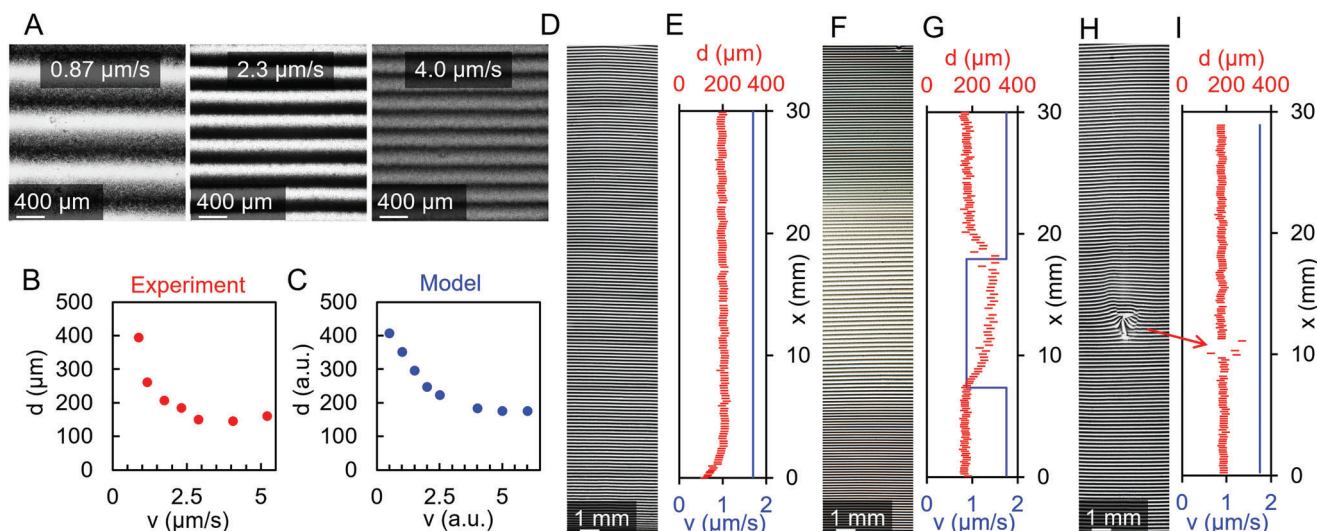 A
0.87 µm/s
2.3 µm/s
4.0 µm/s
400 µm
400 µm
400 µm
B
Experiment
d (µm)
500
400
300
200
100
0
0
2.5
5
v (µm/s)
C
Model
d (a.u.)
500
400
300
200
100
0
0
2.5
5
v (a.u.)
D
1 mm
E
d (µm)
0
200
400
30
20
10
0
x (mm)
0
1
2
v (µm/s)
F
1 mm
G
d (µm)
0
200
400
30
20
10
0
x (mm)
0
1
2
v (µm/s)
H
1 mm
I
d (µm)
0
200
400
30
20
10
0
x (mm)
0
1
2
v (µm/s)